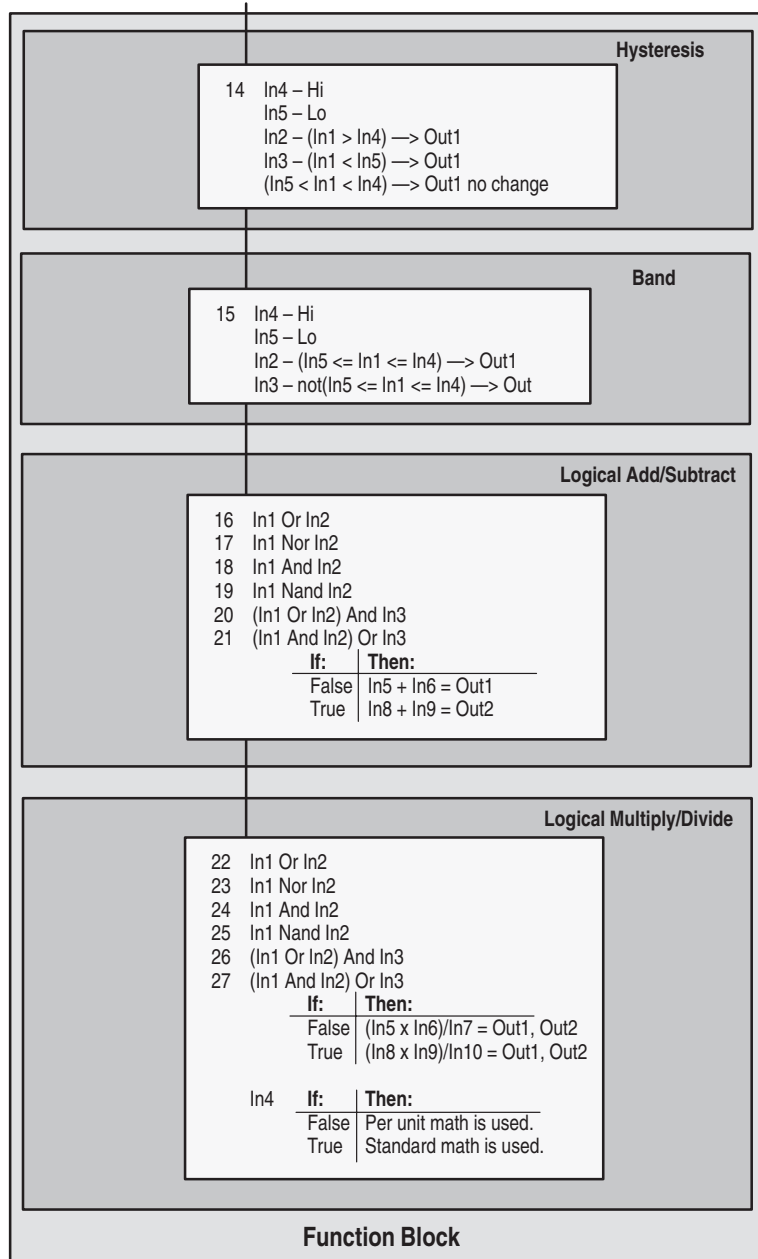 Hysteresis
14 In4 – Hi
In5 – Lo
In2 – (In1 > In4) —> Out1
In3 – (In1 < In5) —> Out1
(In5 < In1 < In4) —> Out1 no change
Band
15 In4 – Hi
In5 – Lo
In2 – (In5 <= In1 <= In4) —> Out1
In3 – not(In5 <= In1 <= In4) —> Out
Logical Add/Subtract
16 In1 Or In2
17 In1 Nor In2
18 In1 And In2
19 In1 Nand In2
20 (In1 Or In2) And In3
21 (In1 And In2) Or In3
If: Then:
False In5 + In6 = Out1
True In8 + In9 = Out2
Logical Multiply/Divide
22 In1 Or In2
23 In1 Nor In2
24 In1 And In2
25 In1 Nand In2
26 (In1 Or In2) And In3
27 (In1 And In2) Or In3
If: Then:
False (In5 x In6)/In7 = Out1, Out2
True (In8 x In9)/In10 = Out1, Out2
In4 If: Then:
False Per unit math is used.
True Standard math is used.
Function Block